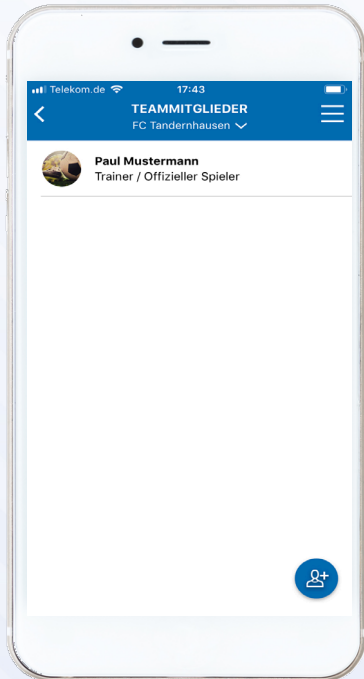 Telekom.de 17:43
TEAMMITGLIEDER
FC Tandernhausen
Paul Mustermann
Trainer / Offizieller Spieler